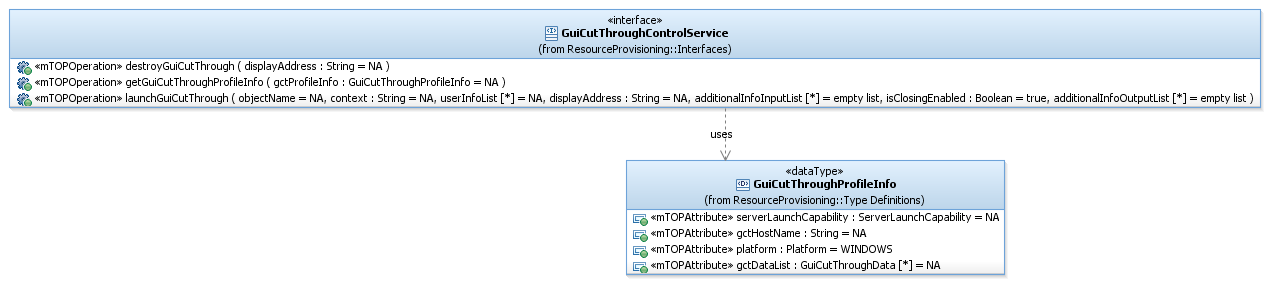 «interface»
GuiCutThroughControlService
(from ResourceProvisioning::Interfaces)
«mTOPOperation» destroyGuiCutThrough ( displayAddress : String = NA )
«mTOPOperation» getGuiCutThroughProfileInfo ( gctProfileInfo : GuiCutThroughProfileInfo = NA )
«mTOPOperation» launchGuiCutThrough ( objectName = NA, context : String = NA, userInfoList [*] = NA, displayAddress : String = NA, additionalInfoInputList [*] = empty list, isClosingEnabled : Boolean = true, additionalInfoOutputList [*] = empty list )
uses
«dataType»
GuiCutThroughProfileInfo
(from ResourceProvisioning::Type Definitions)
«mTOPAttribute» serverLaunchCapability : ServerLaunchCapability = NA
«mTOPAttribute» gctHostName : String = NA
«mTOPAttribute» platform : Platform = WINDOWS
«mTOPAttribute» gctDataList : GuiCutThroughData [*] = NA